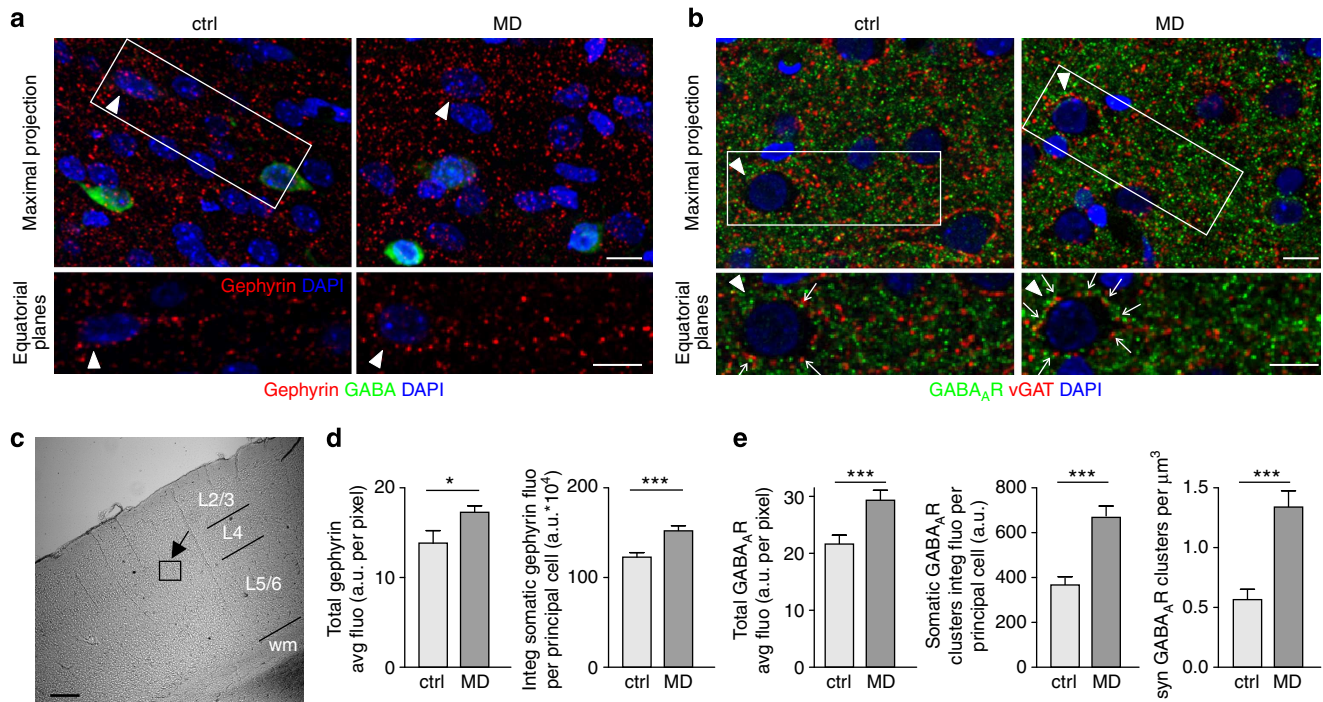 a
ctrl
MD
Maximal projection
Equatorial
planes
Gephyrin DAPI
Gephyrin GABA DAPI
b
ctrl
MD
Maximal projection
Equatorial
planes
GABA_AR vGAT DAPI
c
L2/3
L4
L5/6
wm
d
Total gephyrin
avg fluo (a.u. per pixel)
20
10
0
*
ctrl MD
Integ somatic gephyrin fluo
per principal cell (a.u.*10⁴)
200
100
0
***
ctrl MD
e
Total GABA_AR
avg fluo (a.u. per pixel)
30
20
10
0
***
ctrl MD
Somatic GABA_AR
clusters integ fluo per
principal cell (a.u.)
800
600
400
200
0
***
ctrl MD
syn GABA_AR clusters per µm³
1.5
1.0
0.5
0.0
***
ctrl MD